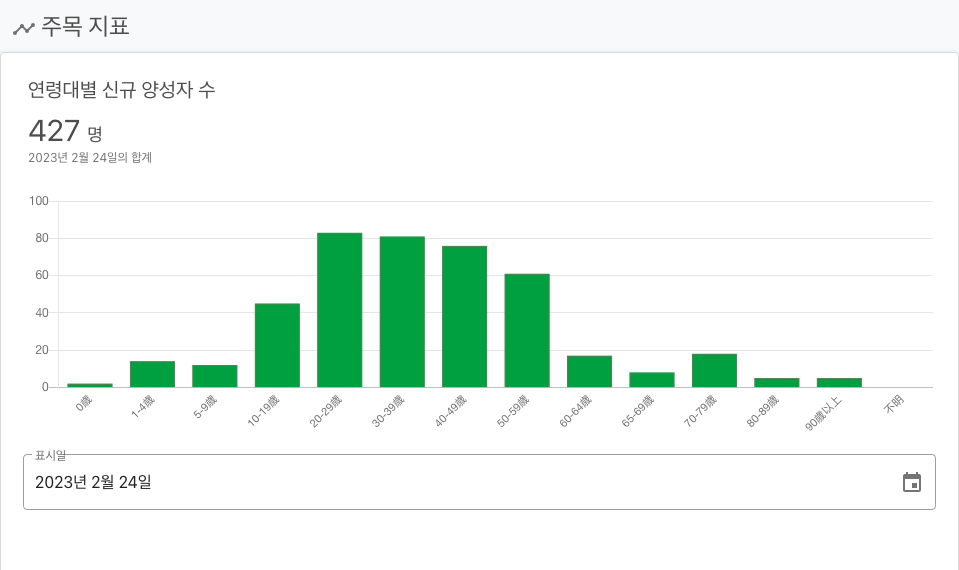 주목 지표
연령대별 신규 양성자 수
427 명
2023년 2월 24일의 합계
100
80
60
40
20
0
0歳
1-4歳
5-9歳
10-19歳
20-29歳
30-39歳
40-49歳
50-59歳
60-64歳
65-69歳
70-79歳
80-89歳
90歳以上
不明
표시일
2023년 2월 24일